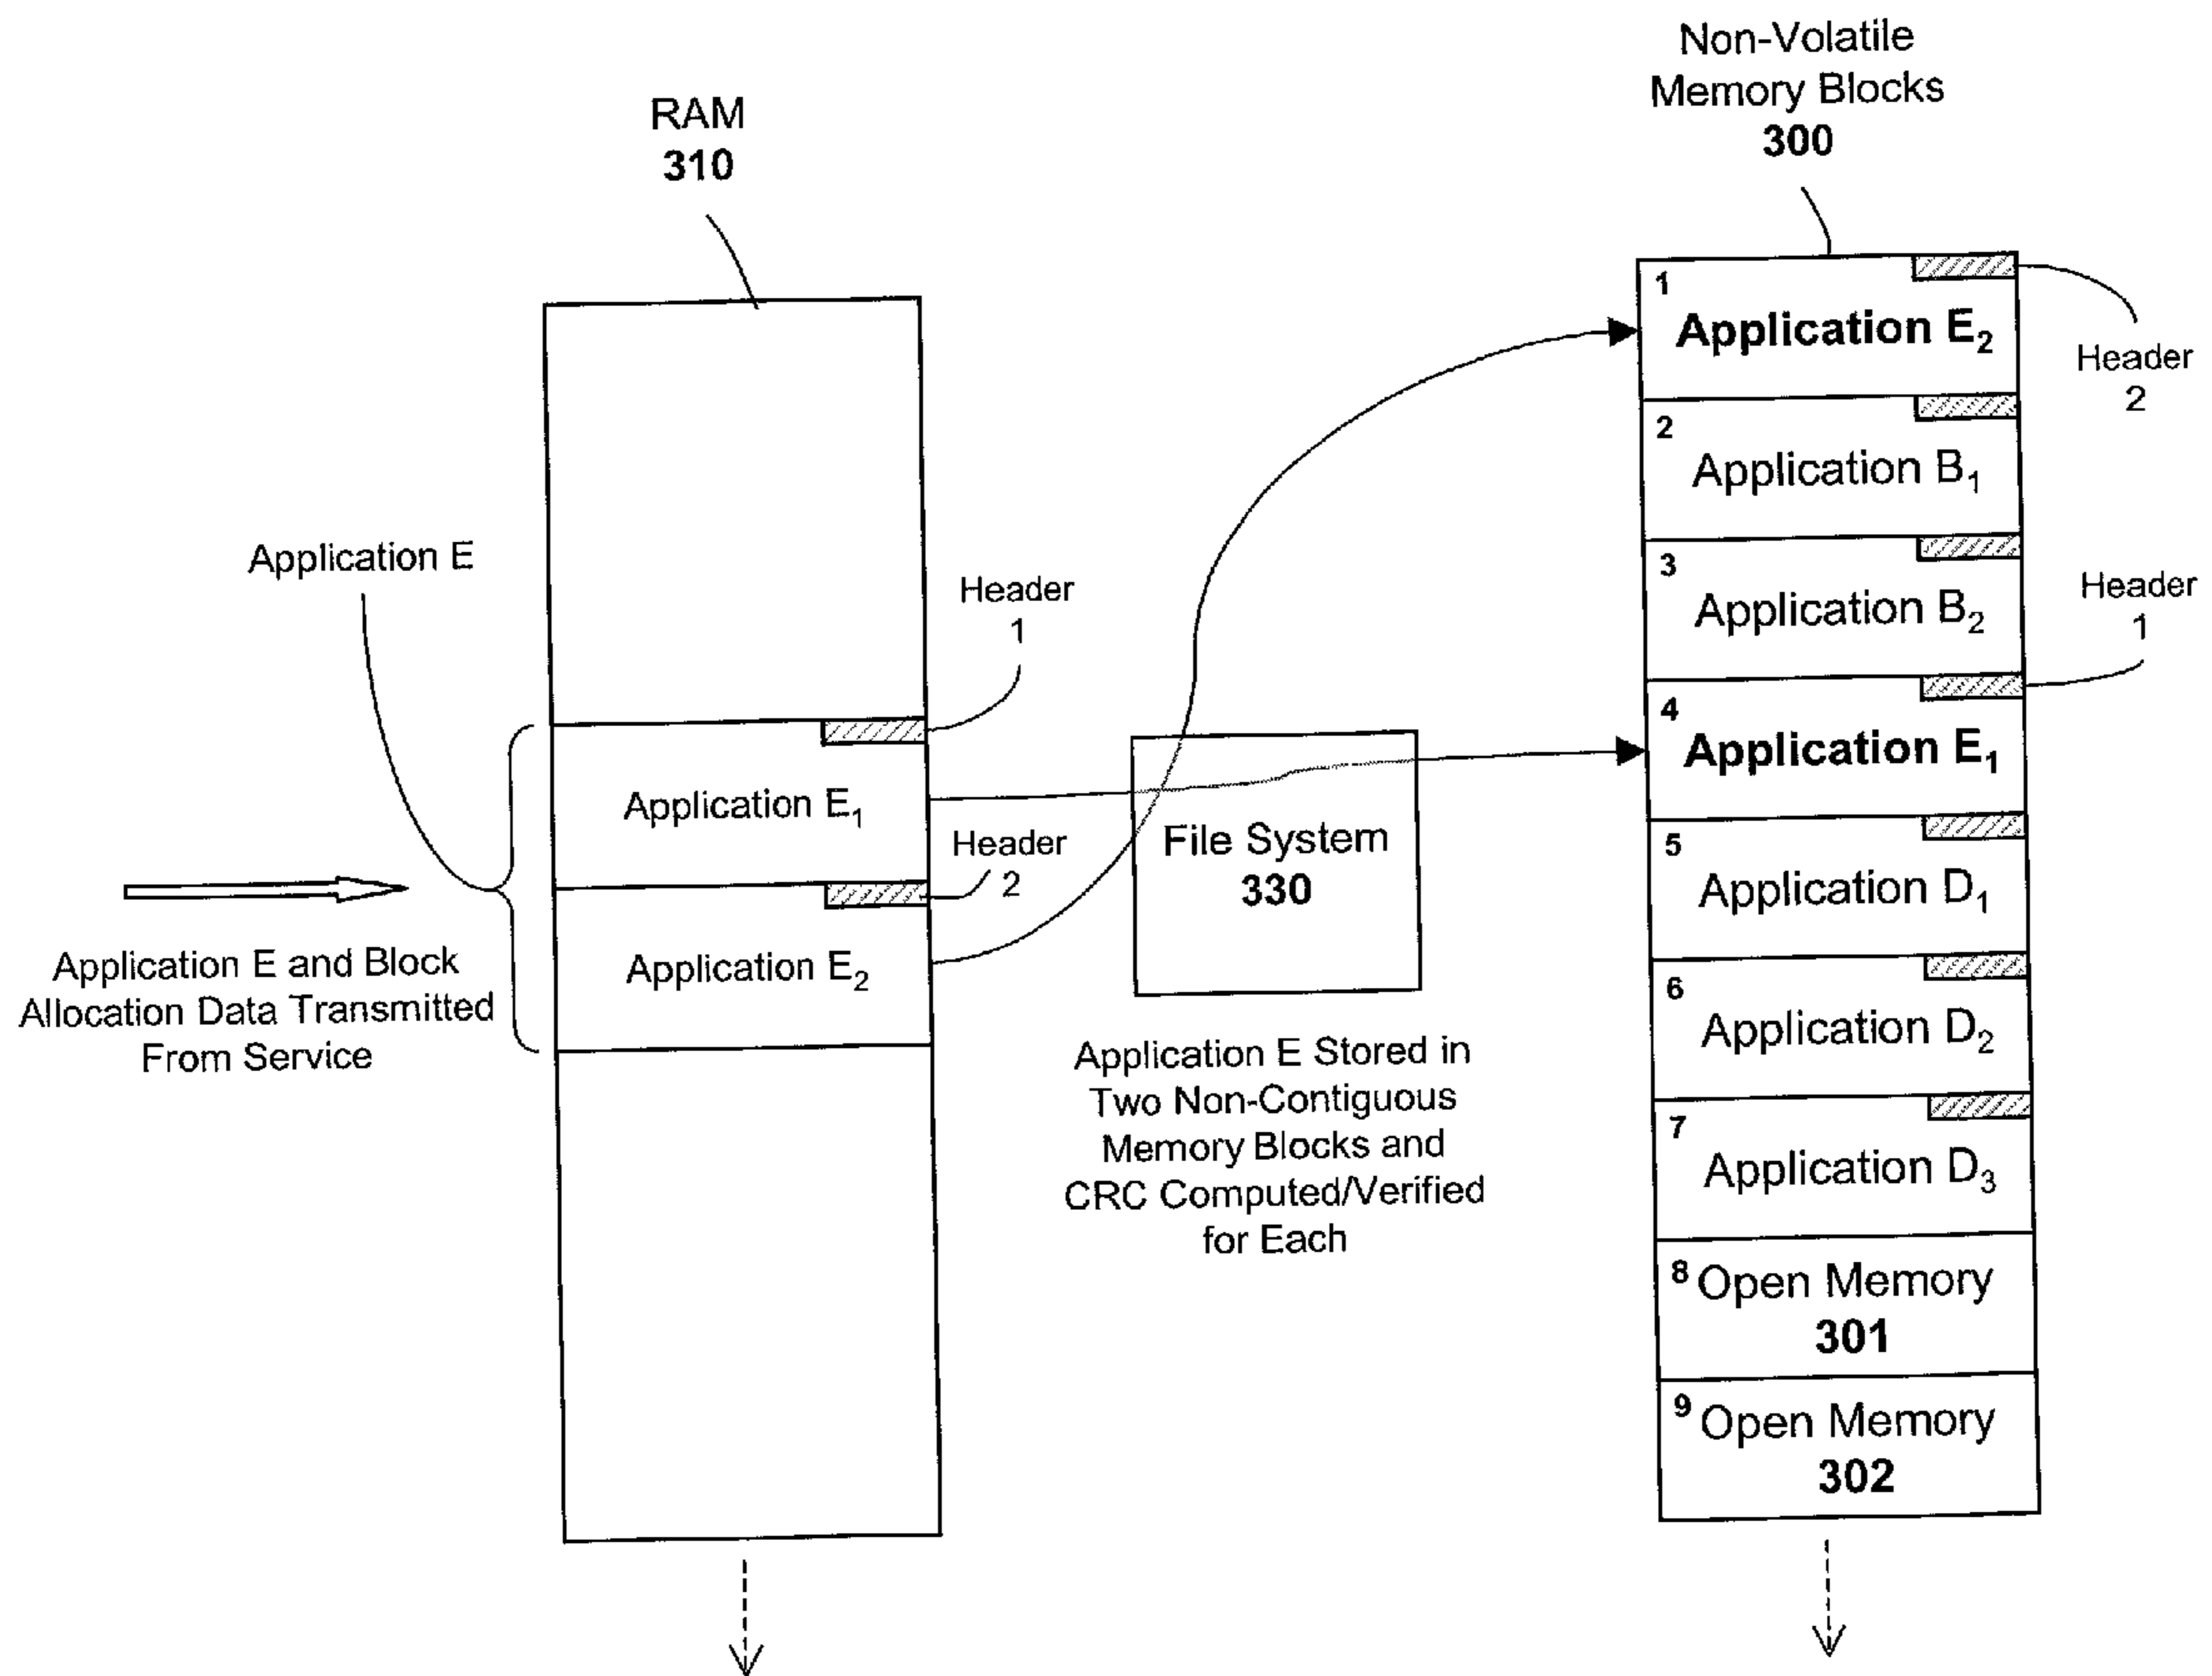 Non-Volatile
Memory Blocks
300
RAM
310
1
Application E₂
Header
2
2
Application B₁
3
Application B₂
Header
1
4
Application E₁
5
Application D₁
6
Application D₂
7
Application D₃
8 Open Memory
301
9 Open Memory
302
Application E
Header
1
Application E₁
Header
2
Application E₂
File System
330
Application E and Block
Allocation Data Transmitted
From Service
Application E Stored in
Two Non-Contiguous
Memory Blocks and
CRC Computed/Verified
for Each